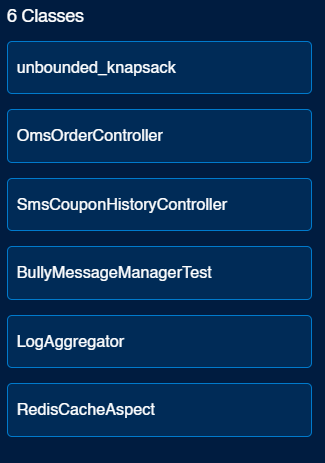 6 Classes
unbounded_knapsack
OmsOrderController
SmsCouponHistoryController
BullyMessageManagerTest
LogAggregator
RedisCacheAspect